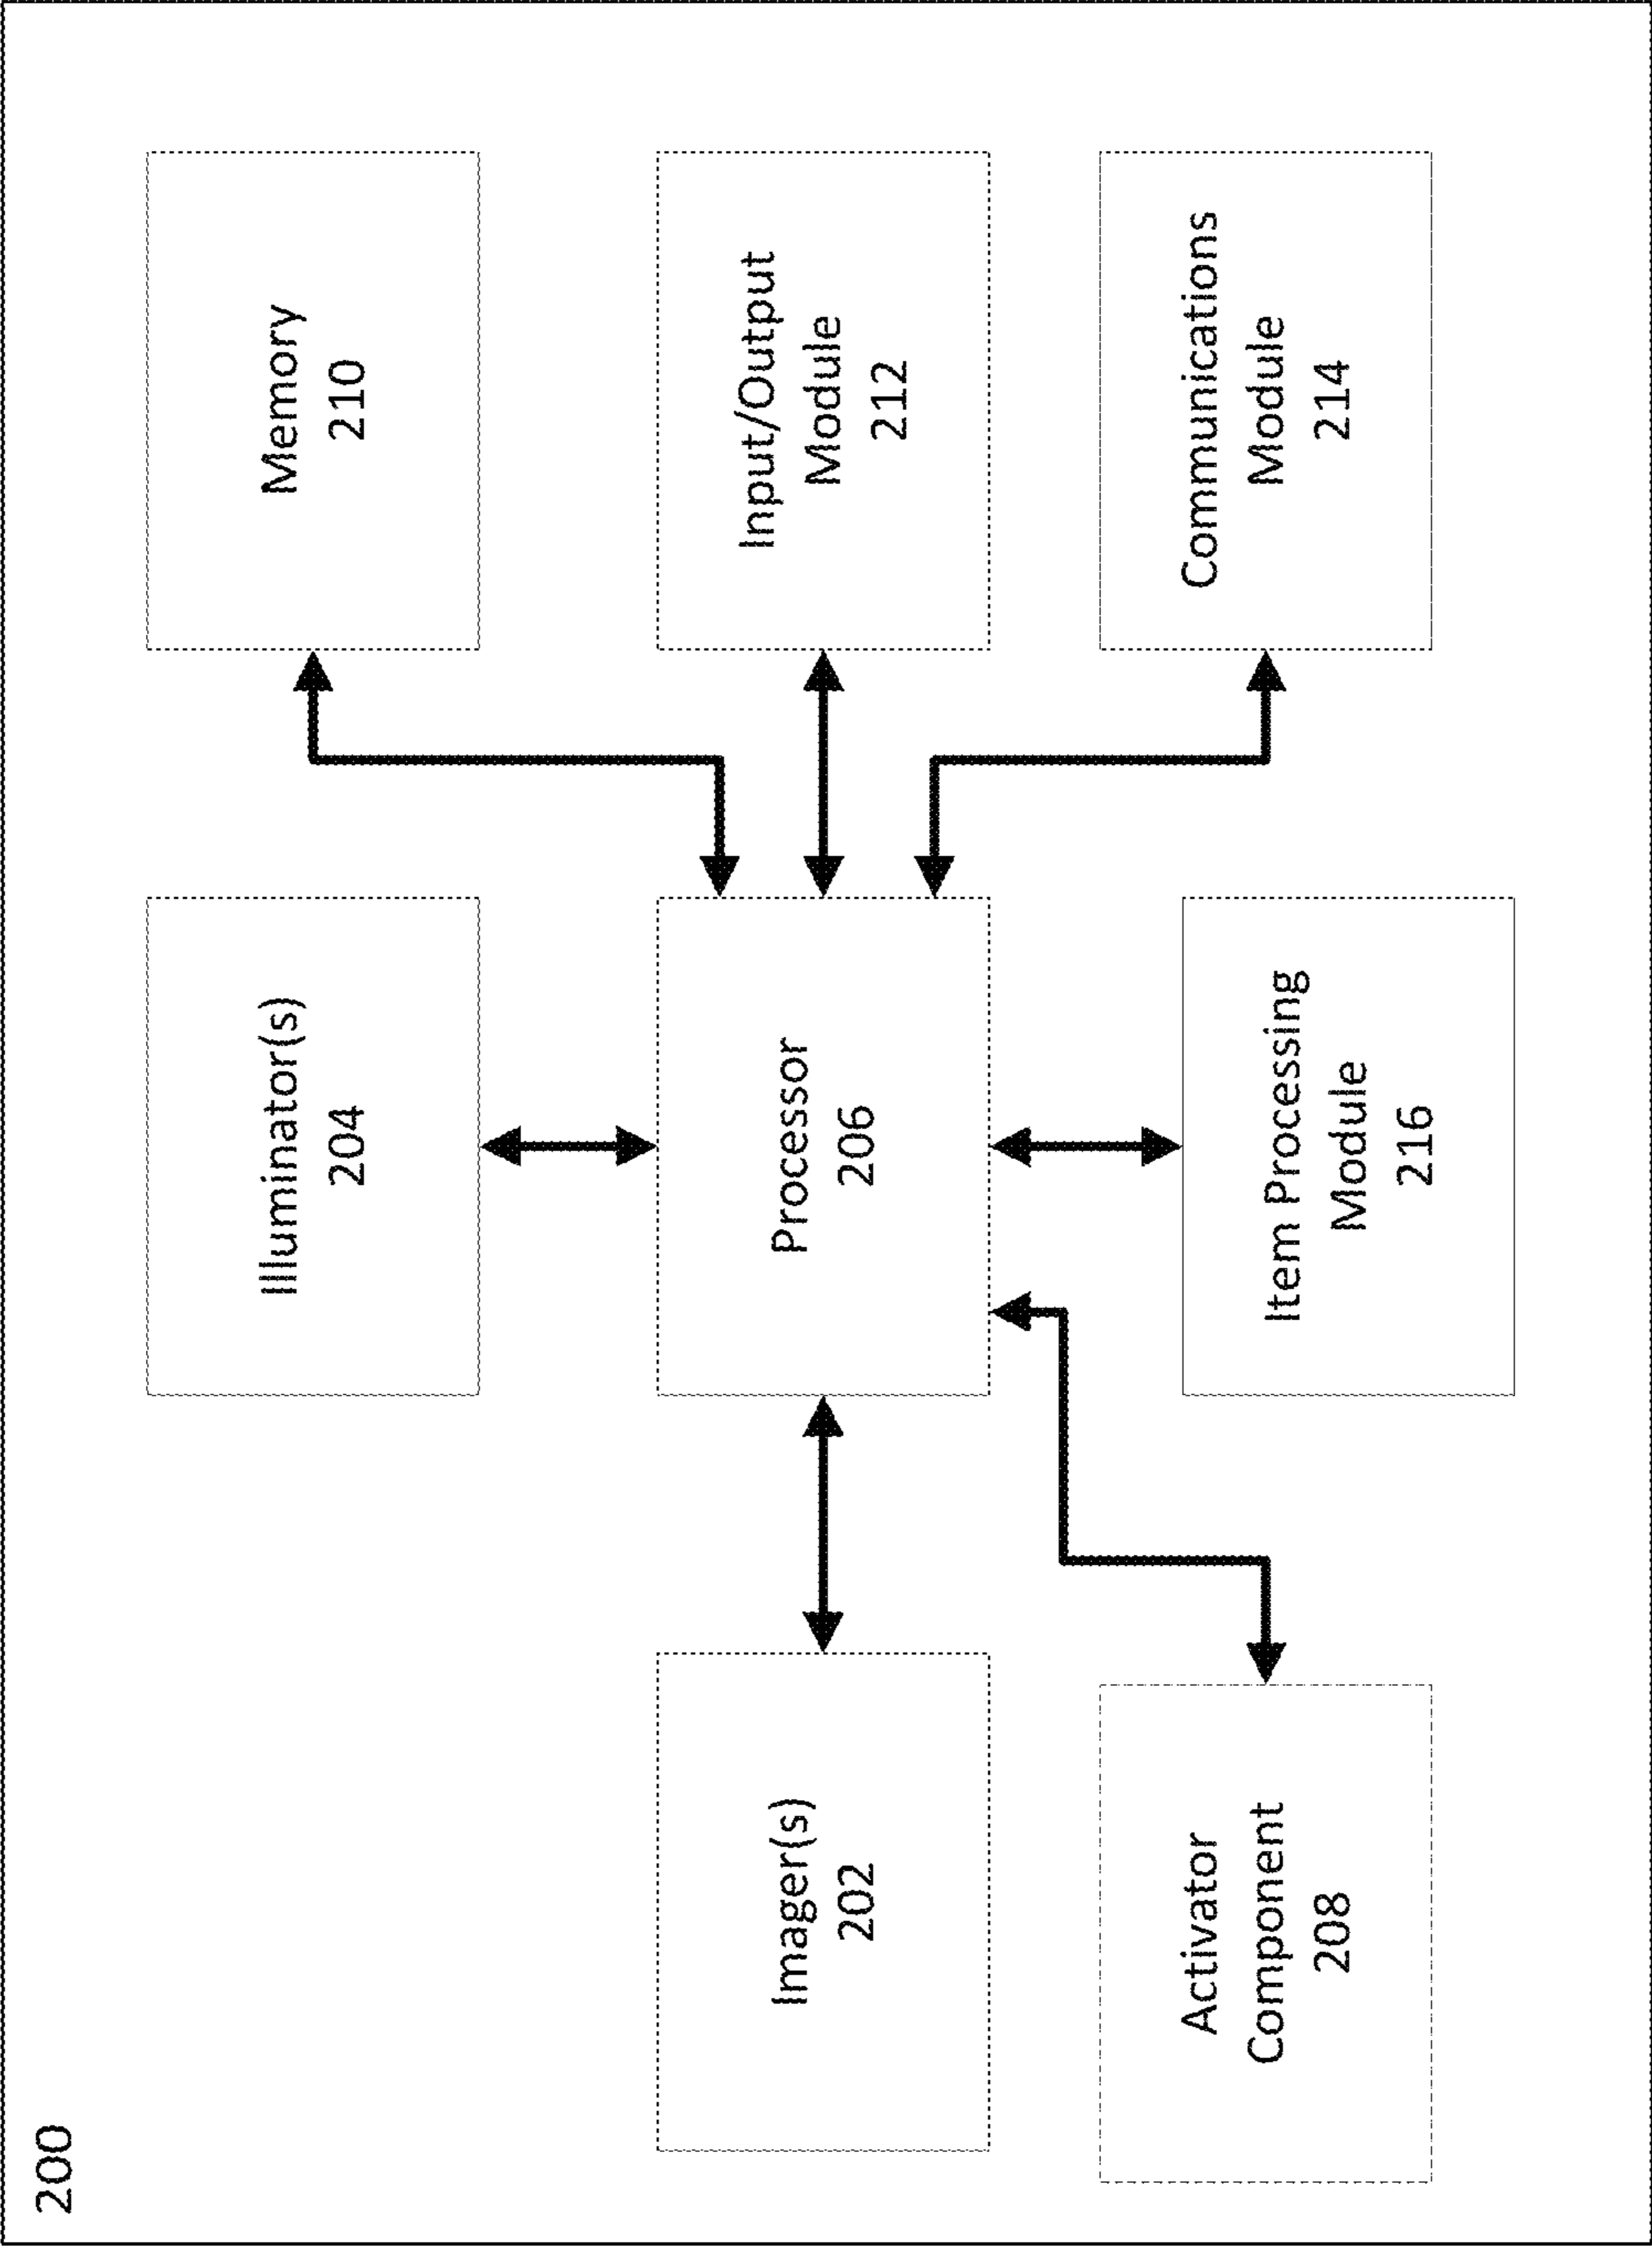 200
Illuminator(s)
204
Memory
210
Imager(s)
202
Processor
206
Input/Output
Module
212
Activator
Component
208
Item Processing
Module
216
Communications
Module
214